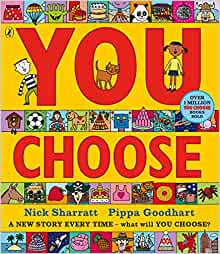 YOU
OVER
1 MILLION
YOU CHOOSE
BOOKS
SOLD
CHOOSE
Nick Sharratt Pippa Goodhart
A NEW STORY EVERY TIME – what will YOU CHOOSE?